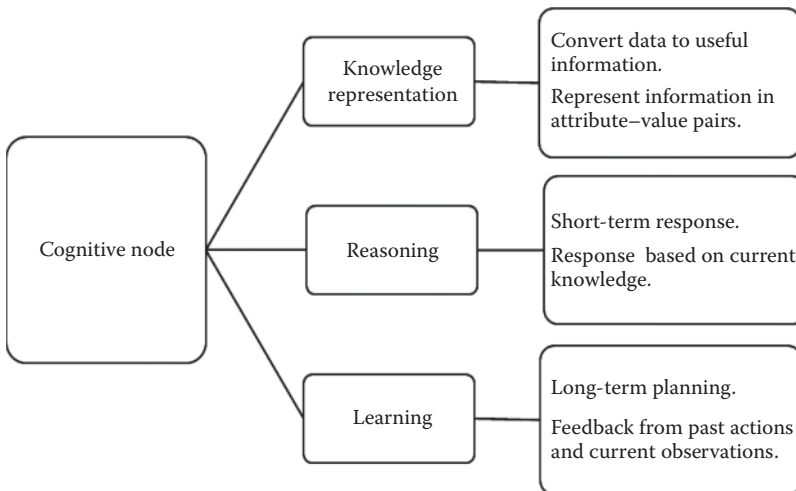 Cognitive node
Knowledge
representation
Convert data to useful
information.
Represent information in
attribute–value pairs.
Reasoning
Short-term response.
Response based on current
knowledge.
Learning
Long-term planning.
Feedback from past actions
and current observations.